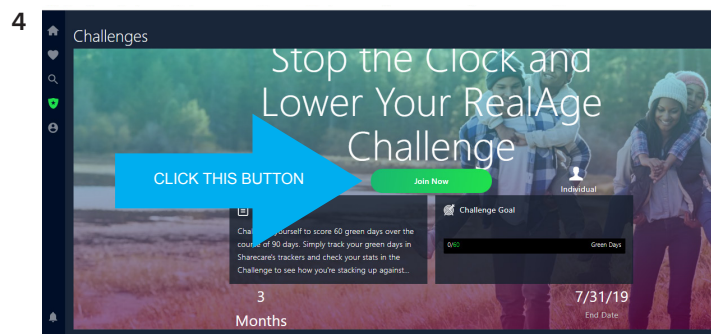 4
Challenges
Stop the Clock and
Lower Your RealAge
Challenge
CLICK THIS BUTTON
Join Now
Individual
Challenge Goal
yourself to score 60 green days over the
course of 90 days. Simply track your green days in
Sharecare's trackers and check your stats in the
Challenge to see how you're stacking up against...
0/60
Green Days
3
Months
7/31/19
End Date